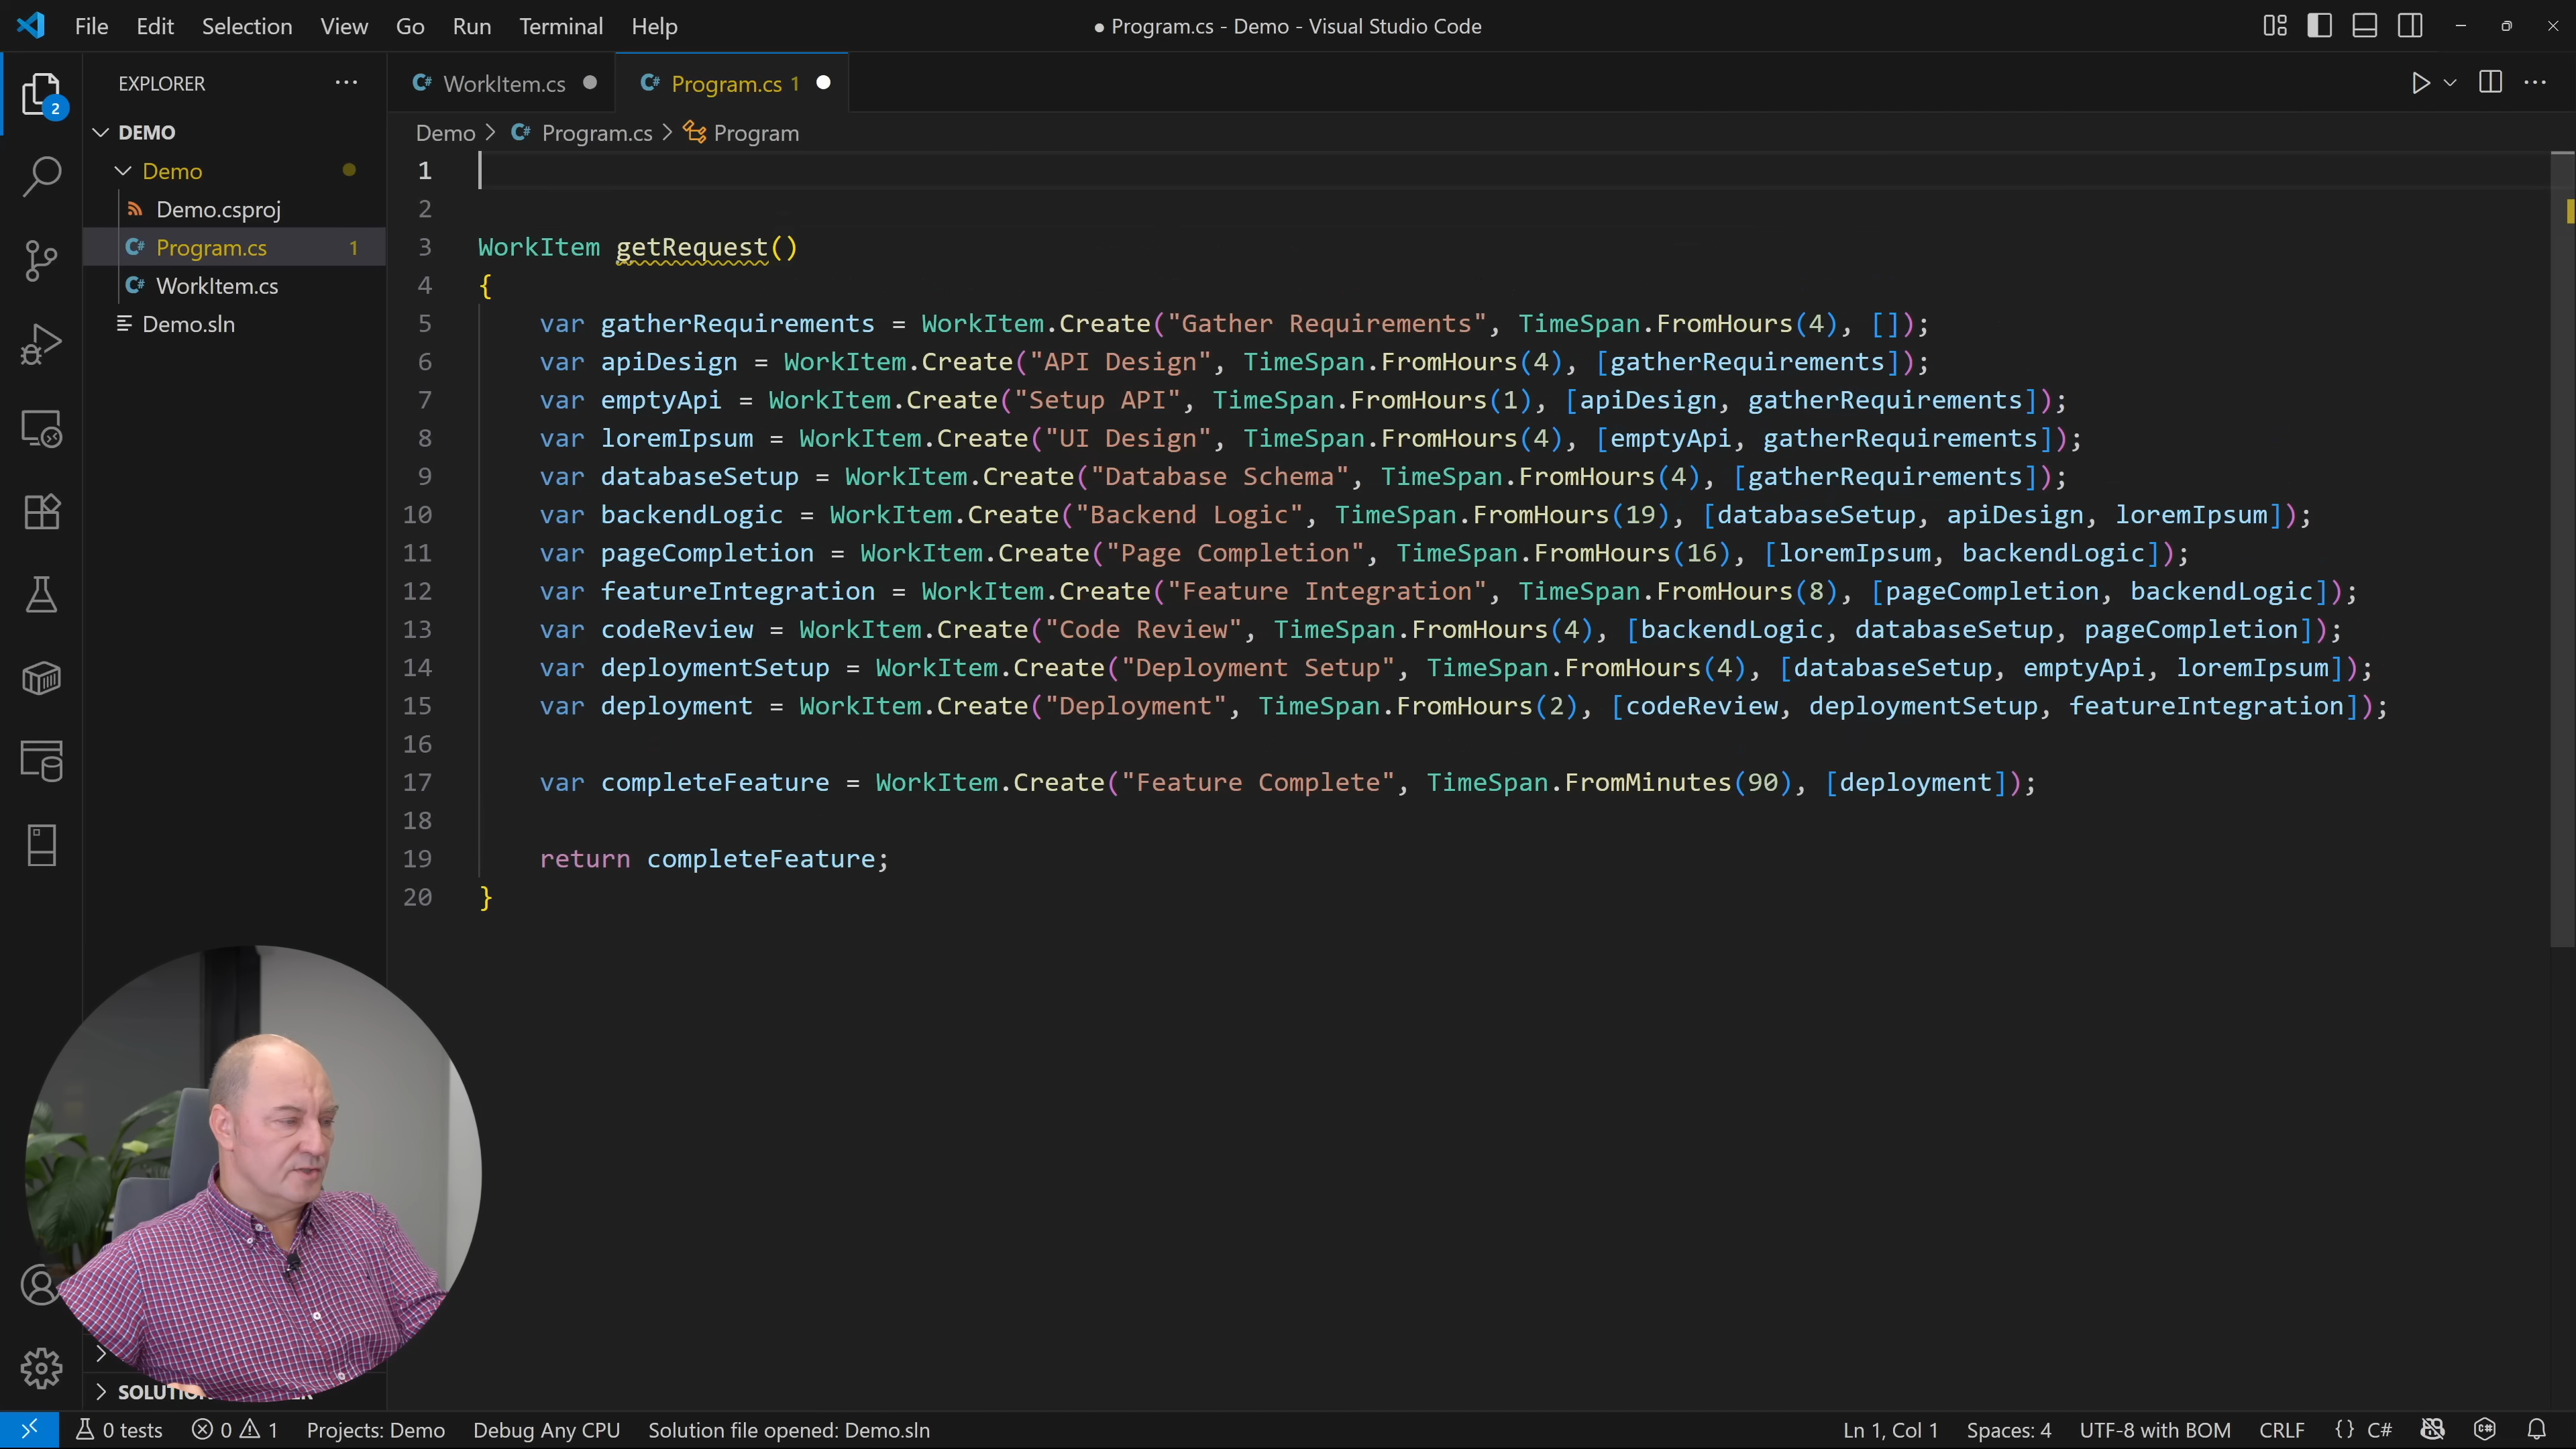 File Edit Selection View Go Run Terminal Help
● Program.cs - Demo - Visual Studio Code
EXPLORER
2
DEMO
Demo
Demo.csproj
Program.cs 1
WorkItem.cs
Demo.sln
WorkItem.cs
Program.cs 1
Demo > Program.cs > Program
1
2
3 WorkItem getRequest()
4 {
5 var gatherRequirements = WorkItem.Create("Gather Requirements", TimeSpan.FromHours(4), []);
6 var apiDesign = WorkItem.Create("API Design", TimeSpan.FromHours(4), [gatherRequirements]);
7 var emptyApi = WorkItem.Create("Setup API", TimeSpan.FromHours(1), [apiDesign, gatherRequirements]);
8 var loremIpsum = WorkItem.Create("UI Design", TimeSpan.FromHours(4), [emptyApi, gatherRequirements]);
9 var databaseSetup = WorkItem.Create("Database Schema", TimeSpan.FromHours(4), [gatherRequirements]);
10 var backendLogic = WorkItem.Create("Backend Logic", TimeSpan.FromHours(19), [databaseSetup, apiDesign, loremIpsum]);
11 var pageCompletion = WorkItem.Create("Page Completion", TimeSpan.FromHours(16), [loremIpsum, backendLogic]);
12 var featureIntegration = WorkItem.Create("Feature Integration", TimeSpan.FromHours(8), [pageCompletion, backendLogic]);
13 var codeReview = WorkItem.Create("Code Review", TimeSpan.FromHours(4), [backendLogic, databaseSetup, pageCompletion]);
14 var deploymentSetup = WorkItem.Create("Deployment Setup", TimeSpan.FromHours(4), [databaseSetup, emptyApi, loremIpsum]);
15 var deployment = WorkItem.Create("Deployment", TimeSpan.FromHours(2), [codeReview, deploymentSetup, featureIntegration]);
16
17 var completeFeature = WorkItem.Create("Feature Complete", TimeSpan.FromMinutes(90), [deployment]);
18
19 return completeFeature;
20 }
0 tests 0 1 Projects: Demo Debug Any CPU Solution file opened: Demo.sln
Ln 1, Col 1 Spaces: 4 UTF-8 with BOM CRLF {} C#